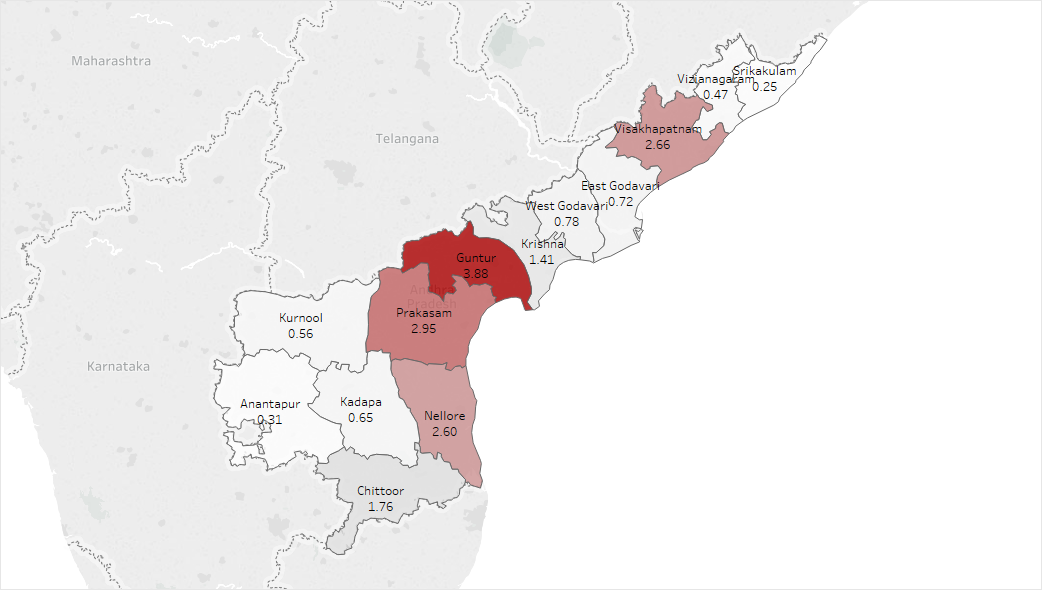 Maharashtra
Srikakulam
0.25
Vizianagaram
0.47
Visakhapatnam
2.66
Telangana
East Godavari
0.72
West Godavari
0.78
Krishna
1.41
Guntur
3.88
Andhra
Pradesh
Prakasam
2.95
Kurnool
0.56
Karnataka
Anantapur
0.31
Kadapa
0.65
Nellore
2.60
Chittoor
1.76